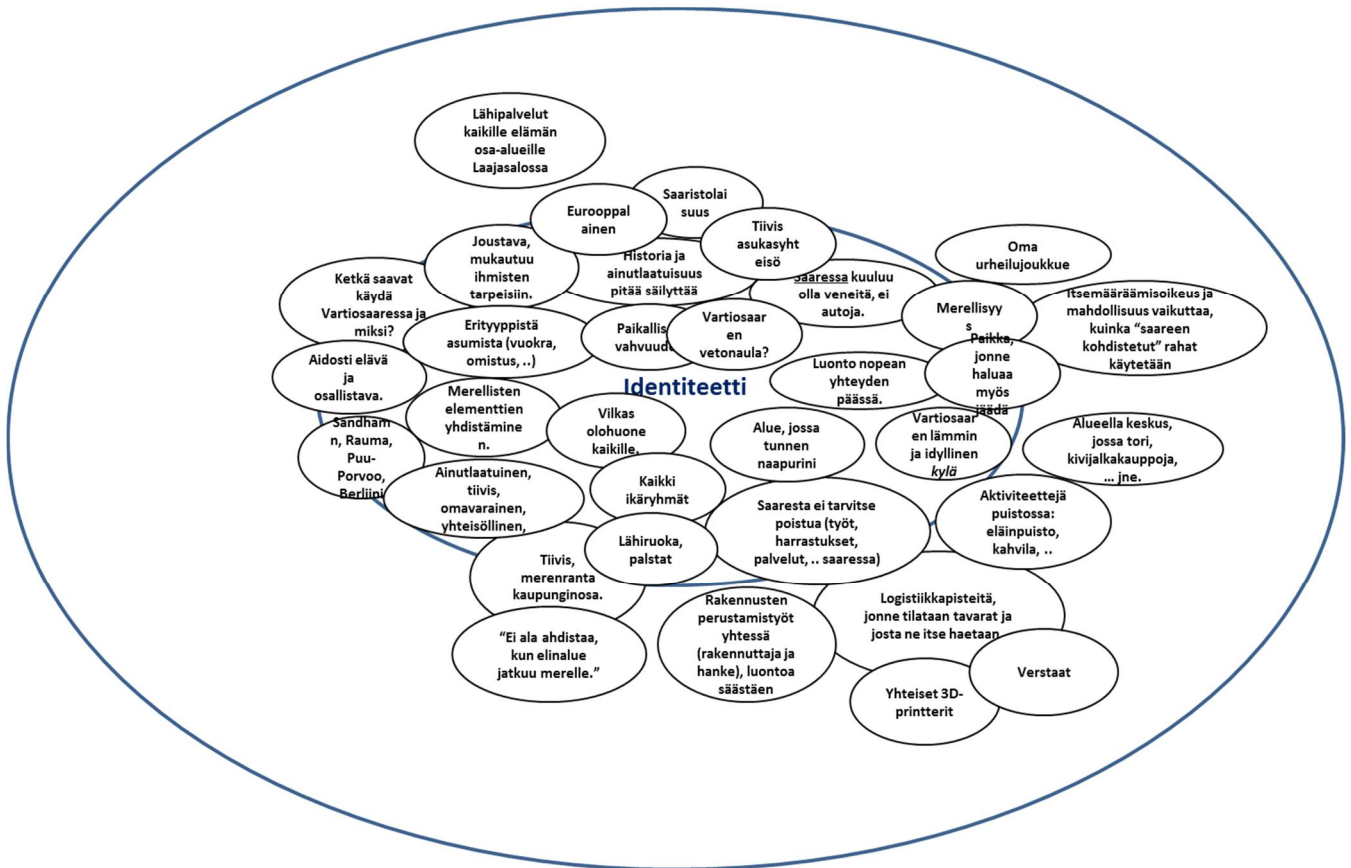 Lähipalvelut
kaikille elämän
osa-alueille
Laajasalossa
Saaristolai
suus
Eurooppal
ainen
Tiivis
asukasyht
eisö
Oma
urheilujoukkue
Joustava,
mukautuu
ihmisten
tarpeisiin.
Historia ja
ainutlaatuisuus
pitää säilyttää
Saaressa kuuluu
olla veneitä, ei
autoja.
Ketkä saavat
käydä
Vartiosaaressa ja
miksi?
Merellisyy
s
Itsemääräämisoikeus ja
mahdollisuus vaikuttaa,
kuinka “saareen
kohdistetut” rahat
käytetään
Erityyppistä
asumista (vuokra,
omistus, ..)
Paikallis
vahvuude
Vartiosaar
en
vetonaula?
Paikka,
jonne
haluaa
myös
jäädä
Aidosti elävä
ja
osallistava.
Luonto nopean
yhteyden
päässä.
Identiteetti
Merellisten
elementtien
yhdistämine
n.
Vilkas
olohuone
kaikille.
Alue, jossa
tunnen
naapurini
Vartiosaar
en lämmin
ja idyllinen
kylä
Alueella keskus,
jossa tori,
kivijalkakauppoja,
... jne.
Sandham
n, Rauma,
Puu-
Porvoo,
Berliini
Ainutlaatuinen,
tiivis,
omavarainen,
yhteisöllinen,
Kaikki
ikäryhmät
Saaresta ei tarvitse
poistua (työt,
harrastukset,
palvelut, .. saaressa)
Aktiviteettejä
puistossa:
eläinpuisto,
kahvila, ..
Lähiruoka,
palstat
Tiivis,
merenranta
kaupunginosa.
Rakennusten
perustamistyöt
yhtessä
(rakennuttaja ja
hanke), luontoa
säästäen
Logistiikkapisteitä,
jonne tilataan tavarat ja
josta ne itse haetaan
“Ei ala ahdistaa,
kun elinalue
jatkuu merelle.”
Verstaat
Yhteiset 3D-
printterit